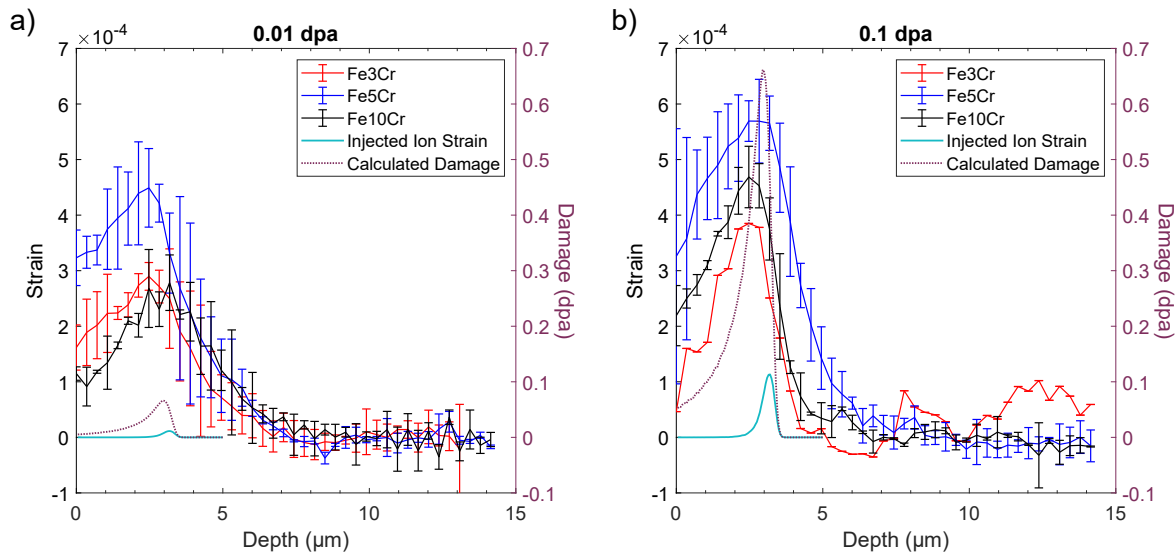 a)
0.01 dpa
×10⁻⁴
7
6
5
4
3
2
1
0
-1
Strain
0.7
0.6
0.5
0.4
0.3
0.2
0.1
0
-0.1
Damage (dpa)
Fe3Cr
Fe5Cr
Fe10Cr
Injected Ion Strain
Calculated Damage
0 5 10 15
Depth (μm)
b)
0.1 dpa
×10⁻⁴
7
6
5
4
3
2
1
0
-1
Strain
0.7
0.6
0.5
0.4
0.3
0.2
0.1
0
-0.1
Damage (dpa)
Fe3Cr
Fe5Cr
Fe10Cr
Injected Ion Strain
Calculated Damage
0 5 10 15
Depth (μm)